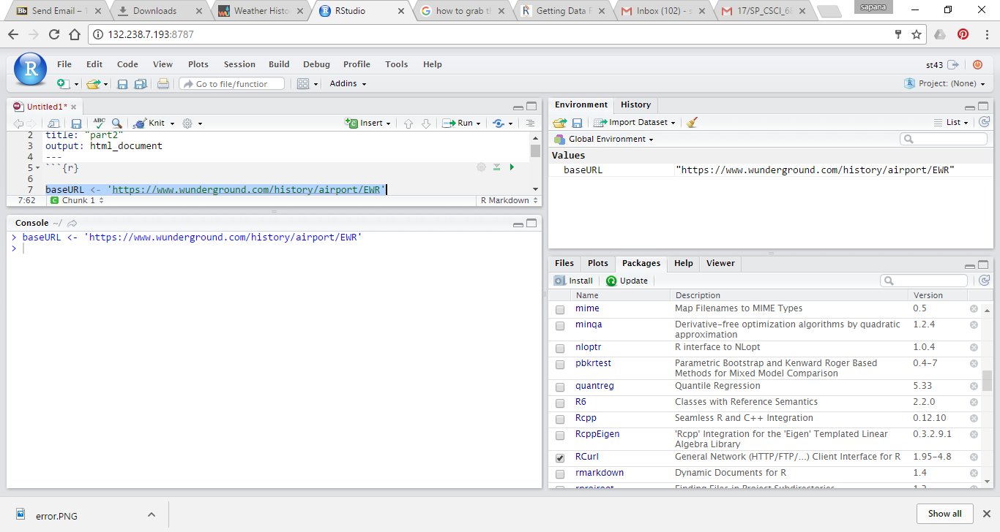 Send Email – 1
Downloads
Weather Histo
RStudio
how to grab th
Getting Data F
Inbox (102) - s
17/SP_CSCI_68
sapana
132.238.7.193:8787
File Edit Code View Plots Session Build Debug Profile Tools Help
st43
Go to file/function
Addins
Project: (None)
Untitled1*
ABC
Knit
Insert
Run
2 title: "part2"
3 output: html_document
4 ---
5 ```{r}
6
7 baseURL <- 'https://www.wunderground.com/history/airport/EWR'
7:62
C Chunk 1
R Markdown
Console ~/
> baseURL <- 'https://www.wunderground.com/history/airport/EWR'
>
Environment History
Import Dataset
List
Global Environment
Values
baseURL "https://www.wunderground.com/history/airport/EWR"
Files Plots Packages Help Viewer
Install Update
Name Description Version
mime Map Filenames to MIME Types 0.5
minqa Derivative-free optimization algorithms by quadratic 1.2.4
approximation
nloptr R interface to NLopt 1.0.4
pbkrtest Parametric Bootstrap and Kenward Roger Based 0.4-7
Methods for Mixed Model Comparison
quantreg Quantile Regression 5.33
R6 Classes with Reference Semantics 2.2.0
Rcpp Seamless R and C++ Integration 0.12.10
RcppEigen 'Rcpp' Integration for the 'Eigen' Templated Linear 0.3.2.9.1
Algebra Library
RCurl General Network (HTTP/FTP/...) Client Interface for R 1.95-4.8
rmarkdown Dynamic Documents for R 1.4
rprojroot Finding Files in Project Subdirectories 1.2
error.PNG
Show all